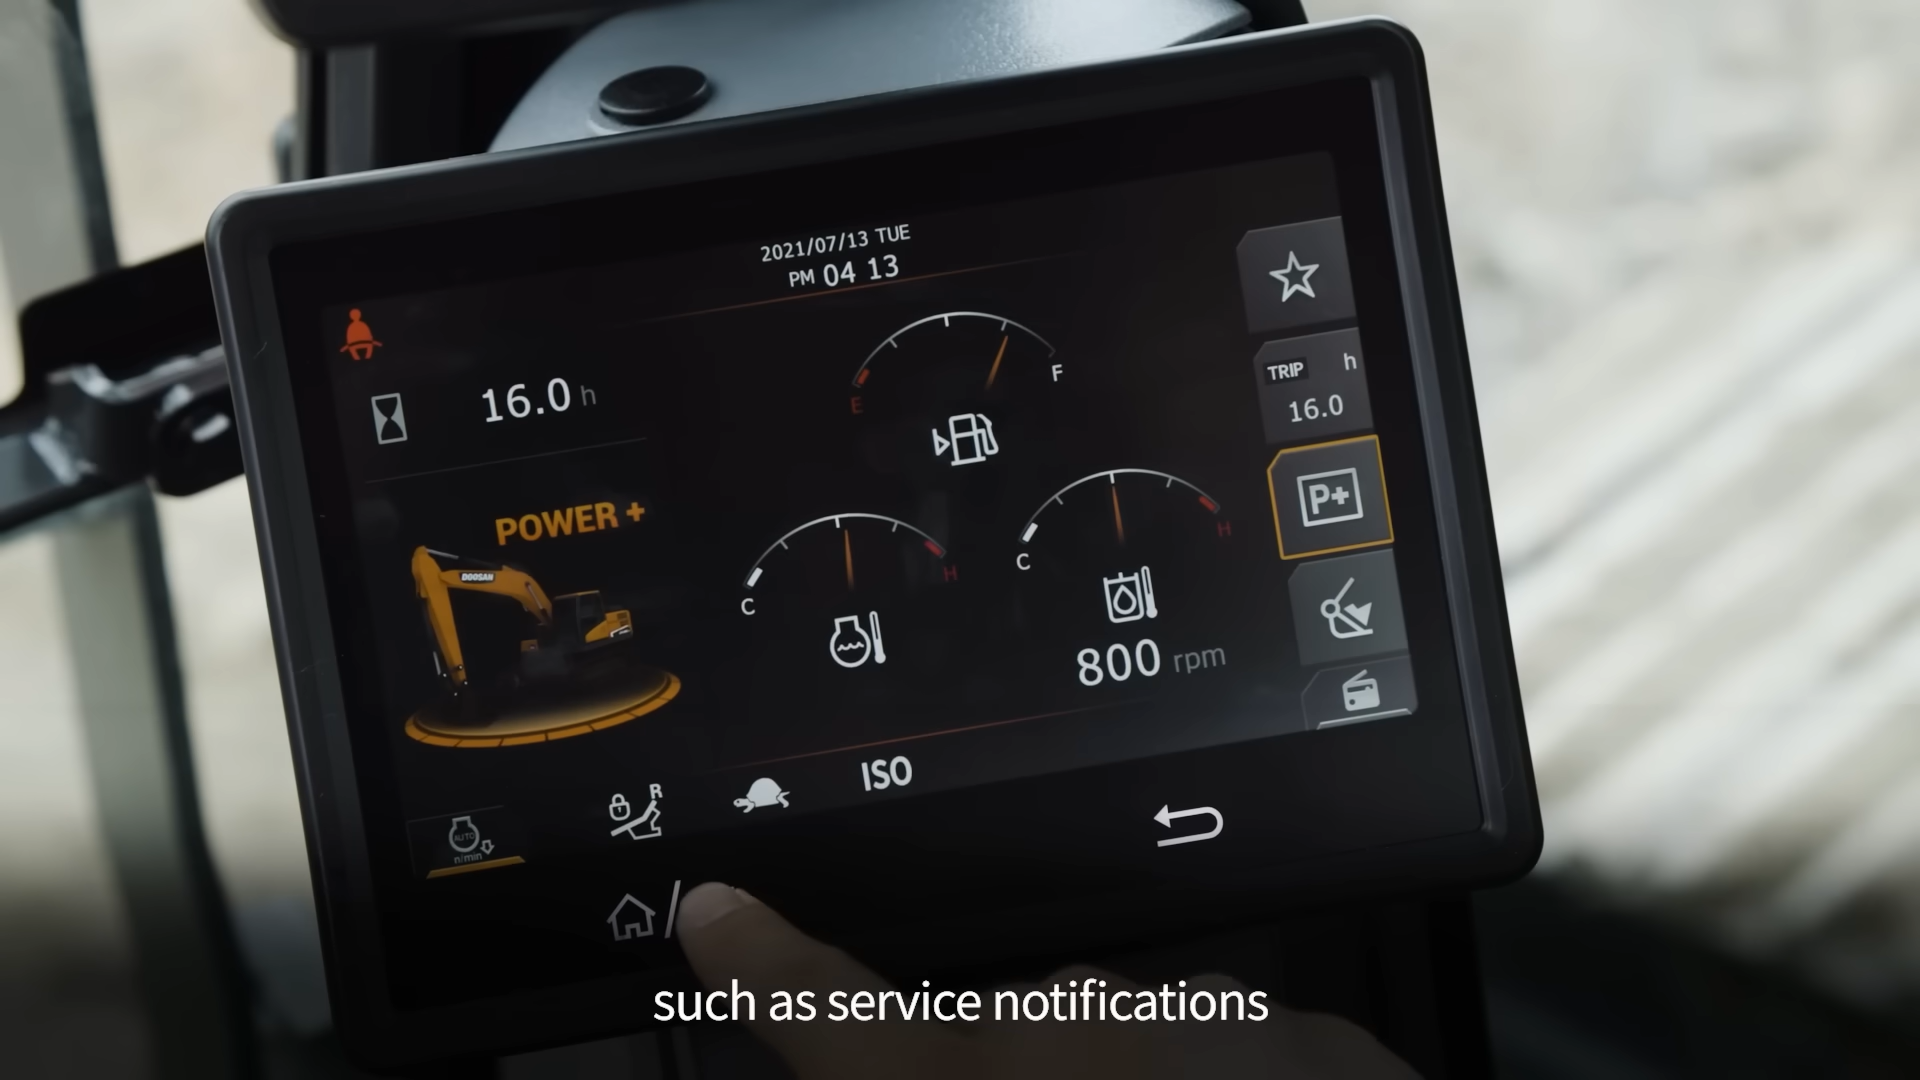 2021/07/13 TUE
PM 04 13
16.0 h
E
F
TRIP h
16.0
POWER +
DOOSAN
P+
C
H
C
H
800 rpm
AUTO
n/min
R
ISO
such as service notifications